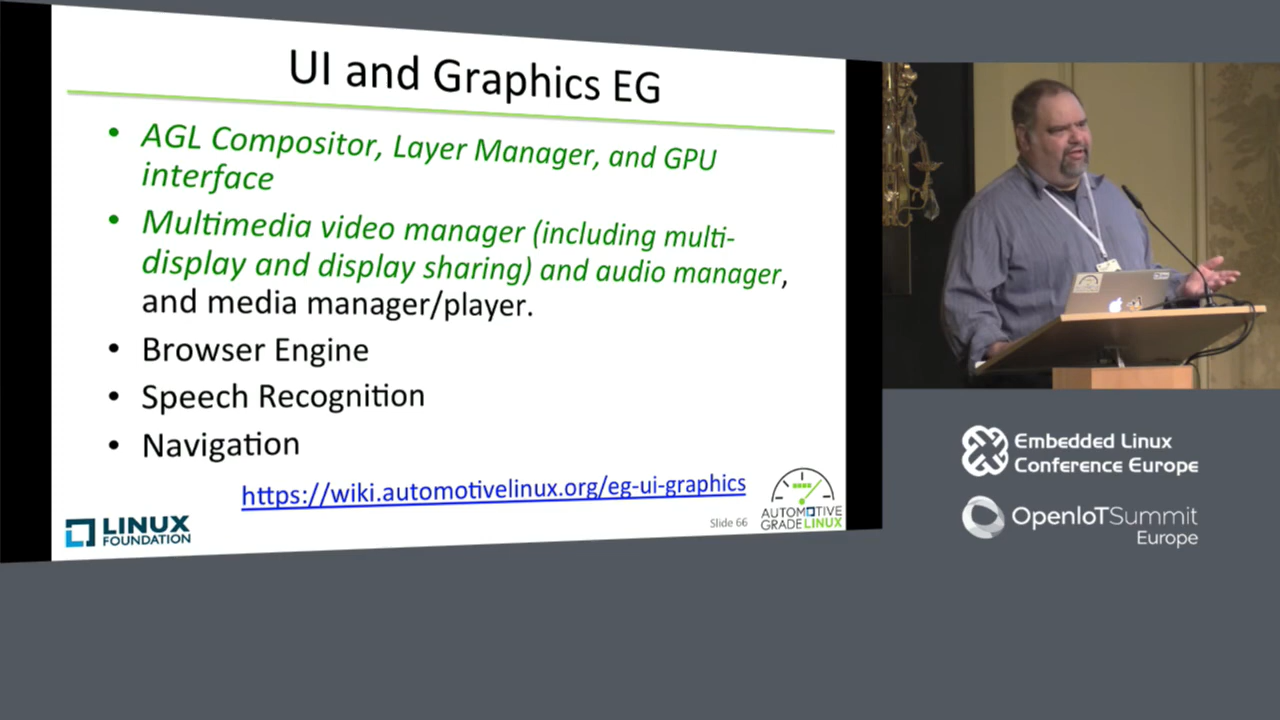 UI and Graphics EG
• AGL Compositor, Layer Manager, and GPU
interface
• Multimedia video manager (including multi-
display and display sharing) and audio manager,
and media manager/player.
• Browser Engine
• Speech Recognition
• Navigation
https://wiki.automotivelinux.org/eg-ui-graphics
Slide 66
LINUX
FOUNDATION
AUTOMOTIVE
GRADELINUX
Embedded Linux
Conference Europe
OpenIoTSummit
Europe